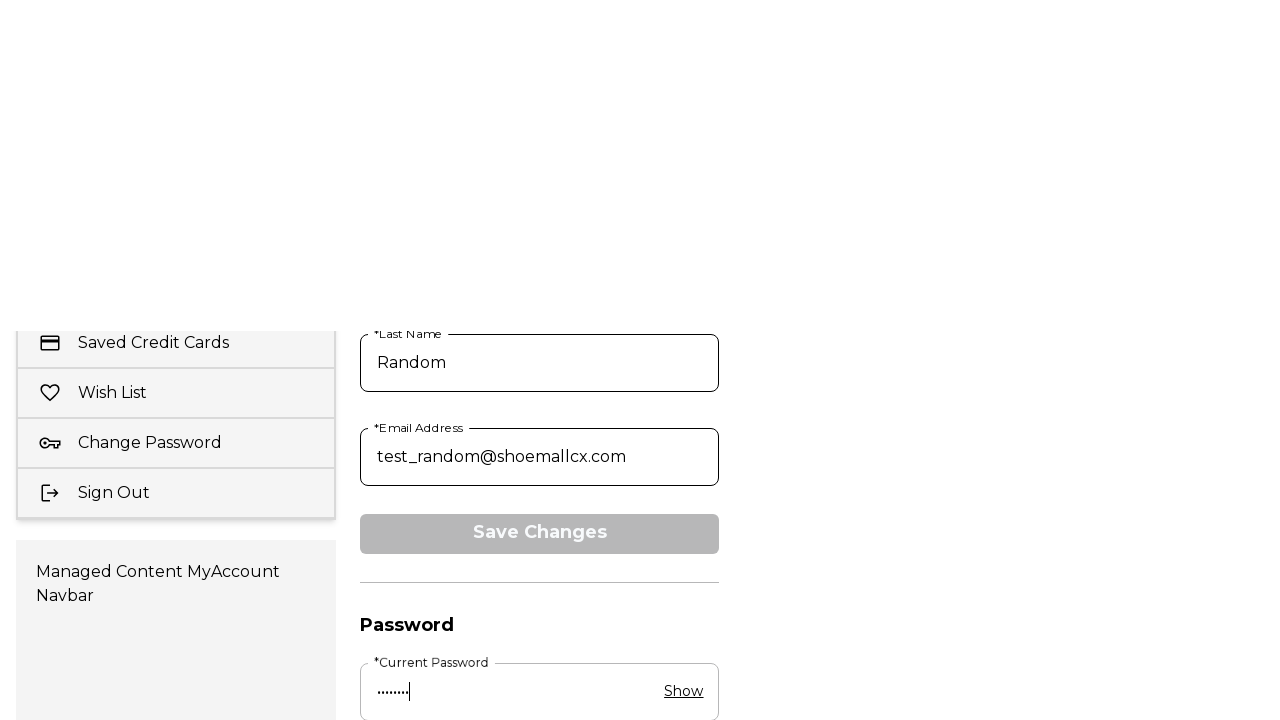 Saved Credit Cards
Wish List
Change Password
Sign Out
Managed Content MyAccount
Navbar
*Last Name
Random
*Email Address
test_random@shoemallcx.com
Save Changes
Password
*Current Password
••••••••
Show